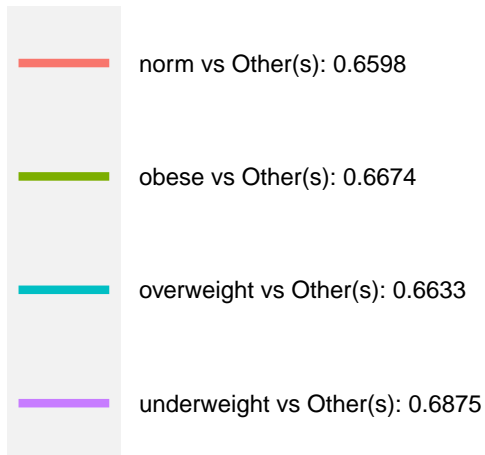 norm vs Other(s): 0.6598
obese vs Other(s): 0.6674
overweight vs Other(s): 0.6633
underweight vs Other(s): 0.6875